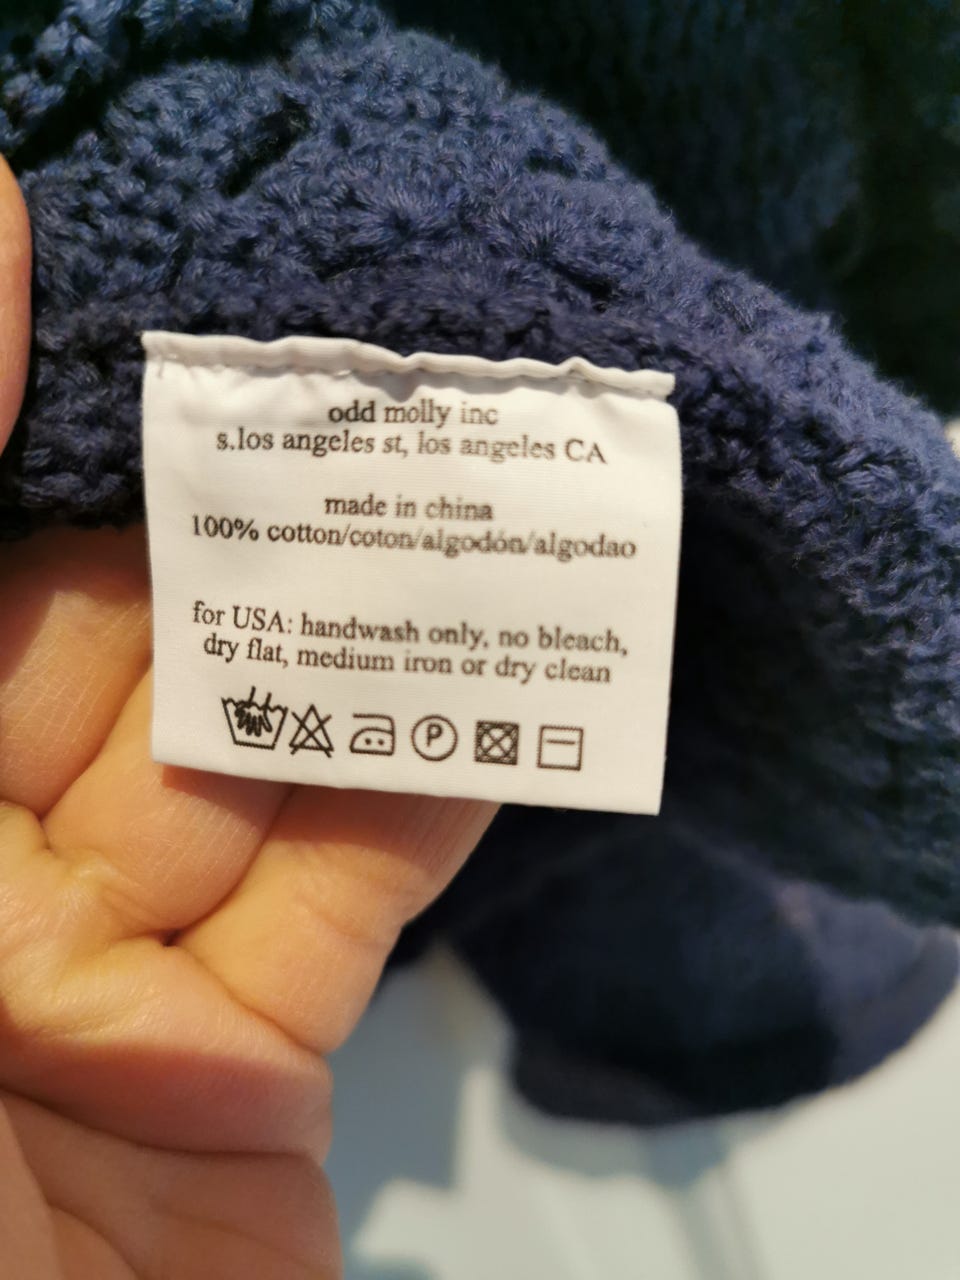 odd molly inc
s.los angeles st, los angeles CA
made in china
100% cotton/coton/algodón/algodao
for USA: handwash only, no bleach,
dry flat, medium iron or dry clean
P